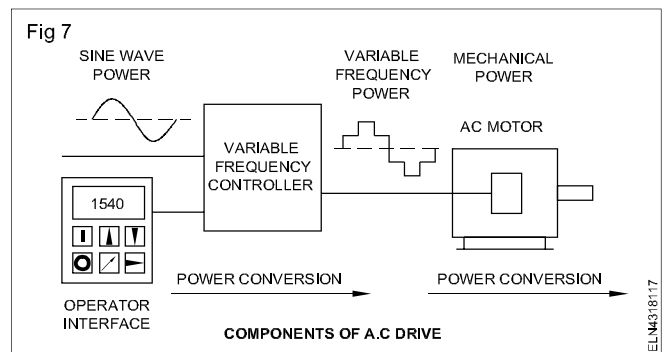 Fig 7
SINE WAVE
POWER
VARIABLE
FREQUENCY
POWER
MECHANICAL
POWER
AC MOTOR
VARIABLE
FREQUENCY
CONTROLLER
1540
OPERATOR
INTERFACE
POWER CONVERSION
POWER CONVERSION
COMPONENTS OF A.C DRIVE
ELN4318117